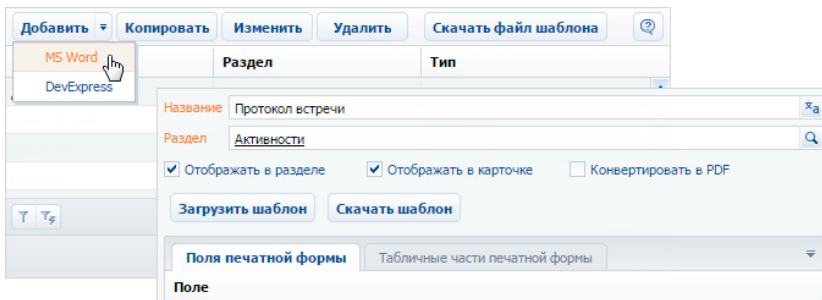 Добавить Копировать Изменить Удалить Скачать файл шаблона
MS Word Раздел Тип
DevExpress
Название Протокол встречи
Раздел Активности
Отображать в разделе Отображать в карточке Конвертировать в PDF
Загрузить шаблон Скачать шаблон
Поля печатной формы Табличные части печатной формы
Поле